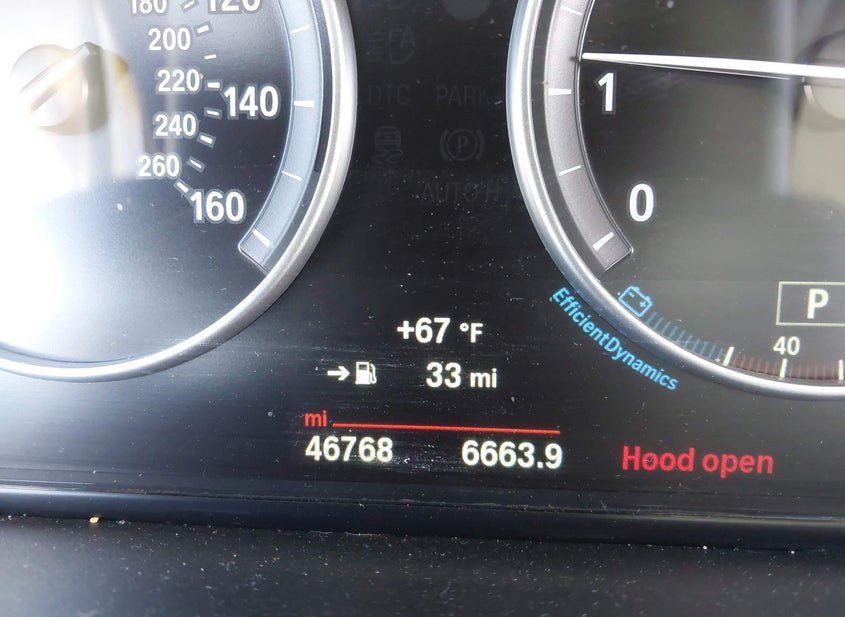 180 120
200
220 140
240
260
160
DTC PARK
P
AUTO H
1
0
P
40
EfficientDynamics
+67 °F
33 mi
mi
46768 6663.9
Hood open